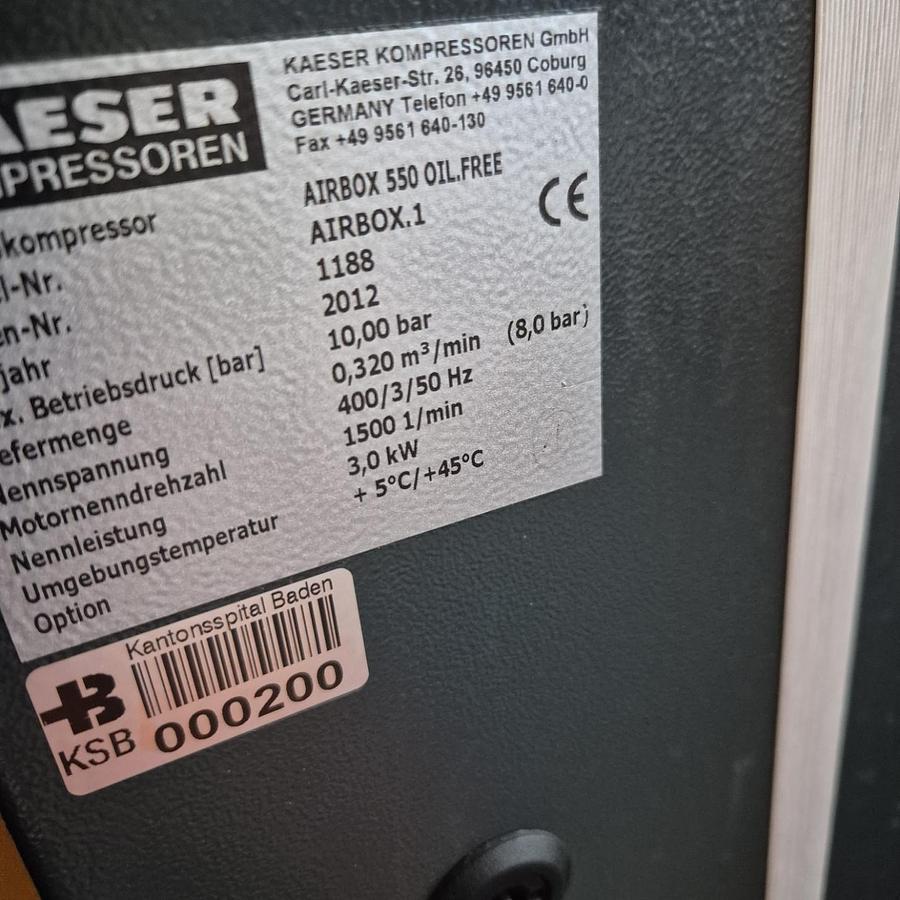 AESER
PRESSOREN
KAESER KOMPRESSOREN GmbH
Carl-Kaeser-Str. 26, 96450 Coburg
GERMANY Telefon +49 9561 640-0
Fax +49 9561 640-130
kompressor AIRBOX 550 OIL.FREE
l-Nr. AIRBOX.1
en-Nr. 1188
jahr 2012
x. Betriebsdruck [bar] 10,00 bar
efermenge 0,320 m³/min (8,0 bar)
Nennspannung 400/3/50 Hz
Motornenndrehzahl 1500 1/min
Nennleistung 3,0 kW
Umgebungstemperatur + 5°C/+45°C
Option
CE
Kantonsspital Baden
KSB 000200